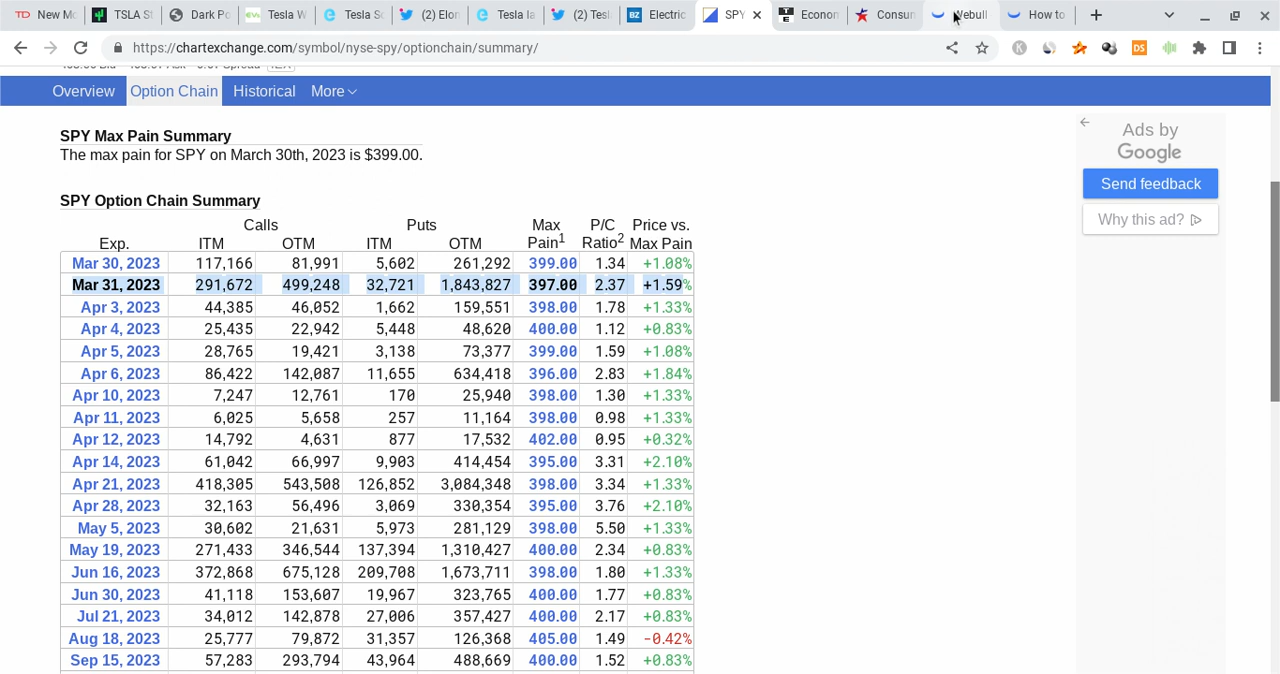 New Mo
TSLA St
Dark Po
Tesla W
Tesla Se
(2) Elon
Tesla la
(2) Tesl
Electric
SPY
Econom
Consum
Webull
How to
https://chartexchange.com/symbol/nyse-spy/optionchain/summary/
Overview Option Chain Historical More
SPY Max Pain Summary
The max pain for SPY on March 30th, 2023 is $399.00.
Ads by
Google
Send feedback
Why this ad?
SPY Option Chain Summary
Calls Puts Max P/C Price vs.
Exp. ITM OTM ITM OTM Pain1 Ratio2 Max Pain
Mar 30, 2023 117,166 81,991 5,602 261,292 399.00 1.34 +1.08%
Mar 31, 2023 291,672 499,248 32,721 1,843,827 397.00 2.37 +1.59%
Apr 3, 2023 44,385 46,052 1,662 159,551 398.00 1.78 +1.33%
Apr 4, 2023 25,435 22,942 5,448 48,620 400.00 1.12 +0.83%
Apr 5, 2023 28,765 19,421 3,138 73,377 399.00 1.59 +1.08%
Apr 6, 2023 86,422 142,087 11,655 634,418 396.00 2.83 +1.84%
Apr 10, 2023 7,247 12,761 170 25,940 398.00 1.30 +1.33%
Apr 11, 2023 6,025 5,658 257 11,164 398.00 0.98 +1.33%
Apr 12, 2023 14,792 4,631 877 17,532 402.00 0.95 +0.32%
Apr 14, 2023 61,042 66,997 9,903 414,454 395.00 3.31 +2.10%
Apr 21, 2023 418,305 543,508 126,852 3,084,348 398.00 3.34 +1.33%
Apr 28, 2023 32,163 56,496 3,069 330,354 395.00 3.76 +2.10%
May 5, 2023 30,602 21,631 5,973 281,129 398.00 5.50 +1.33%
May 19, 2023 271,433 346,544 137,394 1,310,427 400.00 2.34 +0.83%
Jun 16, 2023 372,868 675,128 209,708 1,673,711 398.00 1.80 +1.33%
Jun 30, 2023 41,118 153,607 19,967 323,765 400.00 1.77 +0.83%
Jul 21, 2023 34,012 142,878 27,006 357,427 400.00 2.17 +0.83%
Aug 18, 2023 25,777 79,872 31,357 126,368 405.00 1.49 -0.42%
Sep 15, 2023 57,283 293,794 43,964 488,669 400.00 1.52 +0.83%